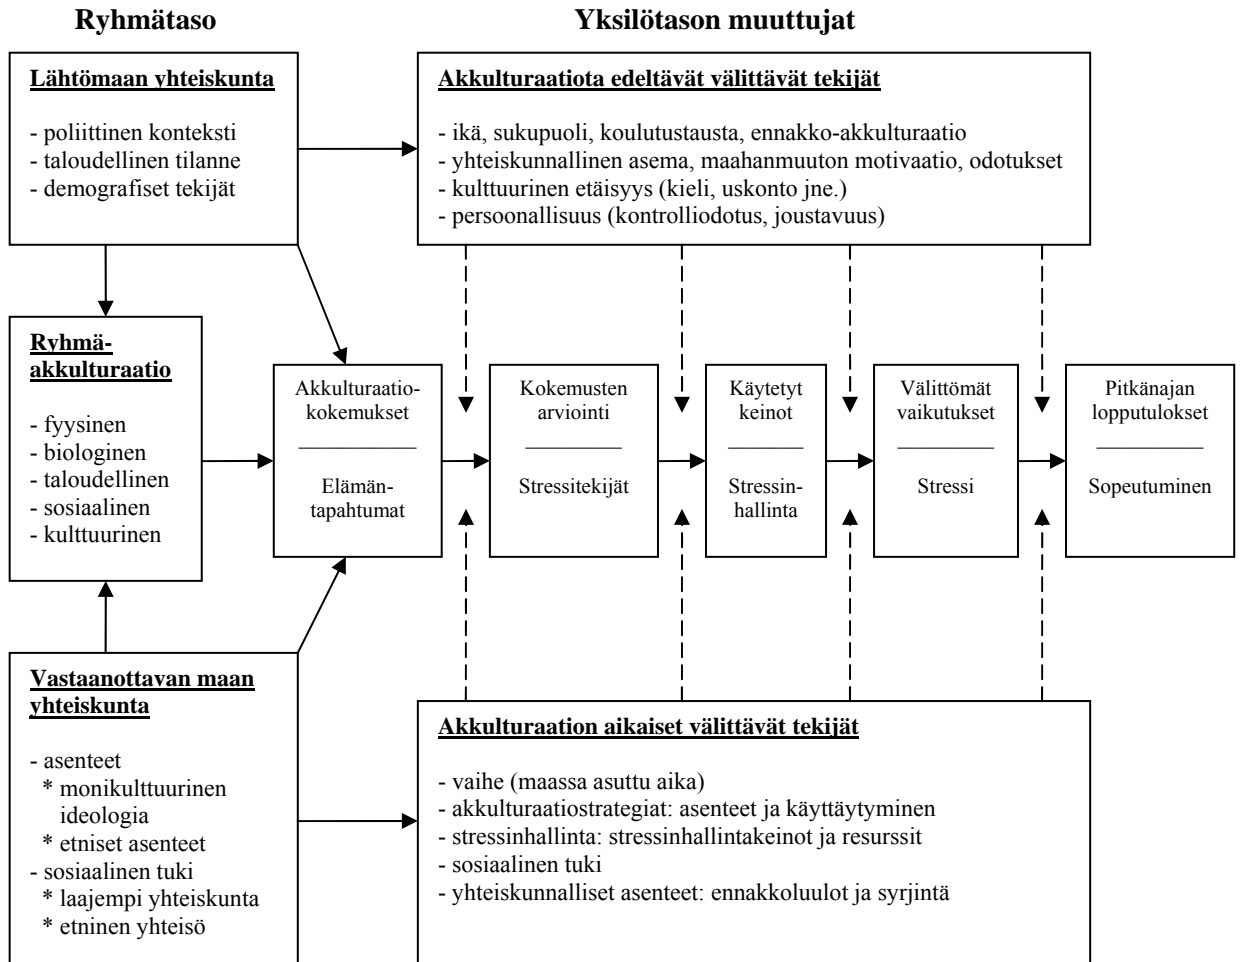 Ryhmätaso
Yksilötason muuttujat
Lähtömaan yhteiskunta
- poliittinen konteksti
- taloudellinen tilanne
- demografiset tekijät
Akkulturaatiota edeltävät välittävät tekijät
- ikä, sukupuoli, koulutustausta, ennakko-akkulturaatio
- yhteiskunnallinen asema, maahanmuuton motivaatio, odotukset
- kulttuurinen etäisyys (kieli, uskonto jne.)
- persoonallisuus (kontrolliodotus, joustavuus)
Ryhmä-
akkulturaatio
- fyysinen
- biologinen
- taloudellinen
- sosiaalinen
- kulttuurinen
Akkulturaatio-
kokemukset
Elämän-
tapahtumat
Kokemusten
arviointi
Stressitekijät
Käytetyt
keinot
Stressin-
hallinta
Välittömät
vaikutukset
Stressi
Pitkänajan
lopputulokset
Sopeutuminen
Vastaanottavan maan
yhteiskunta
- asenteet
* monikulttuurinen
ideologia
* etniset asenteet
- sosiaalinen tuki
* laajempi yhteiskunta
* etninen yhteisö
Akkulturaation aikaiset välittävät tekijät
- vaihe (maassa asuttu aika)
- akkulturaatiostrategiat: asenteet ja käyttäytyminen
- stressinhallinta: stressinhallintakeinot ja resurssit
- sosiaalinen tuki
- yhteiskunnalliset asenteet: ennakkoluulot ja syrjintä